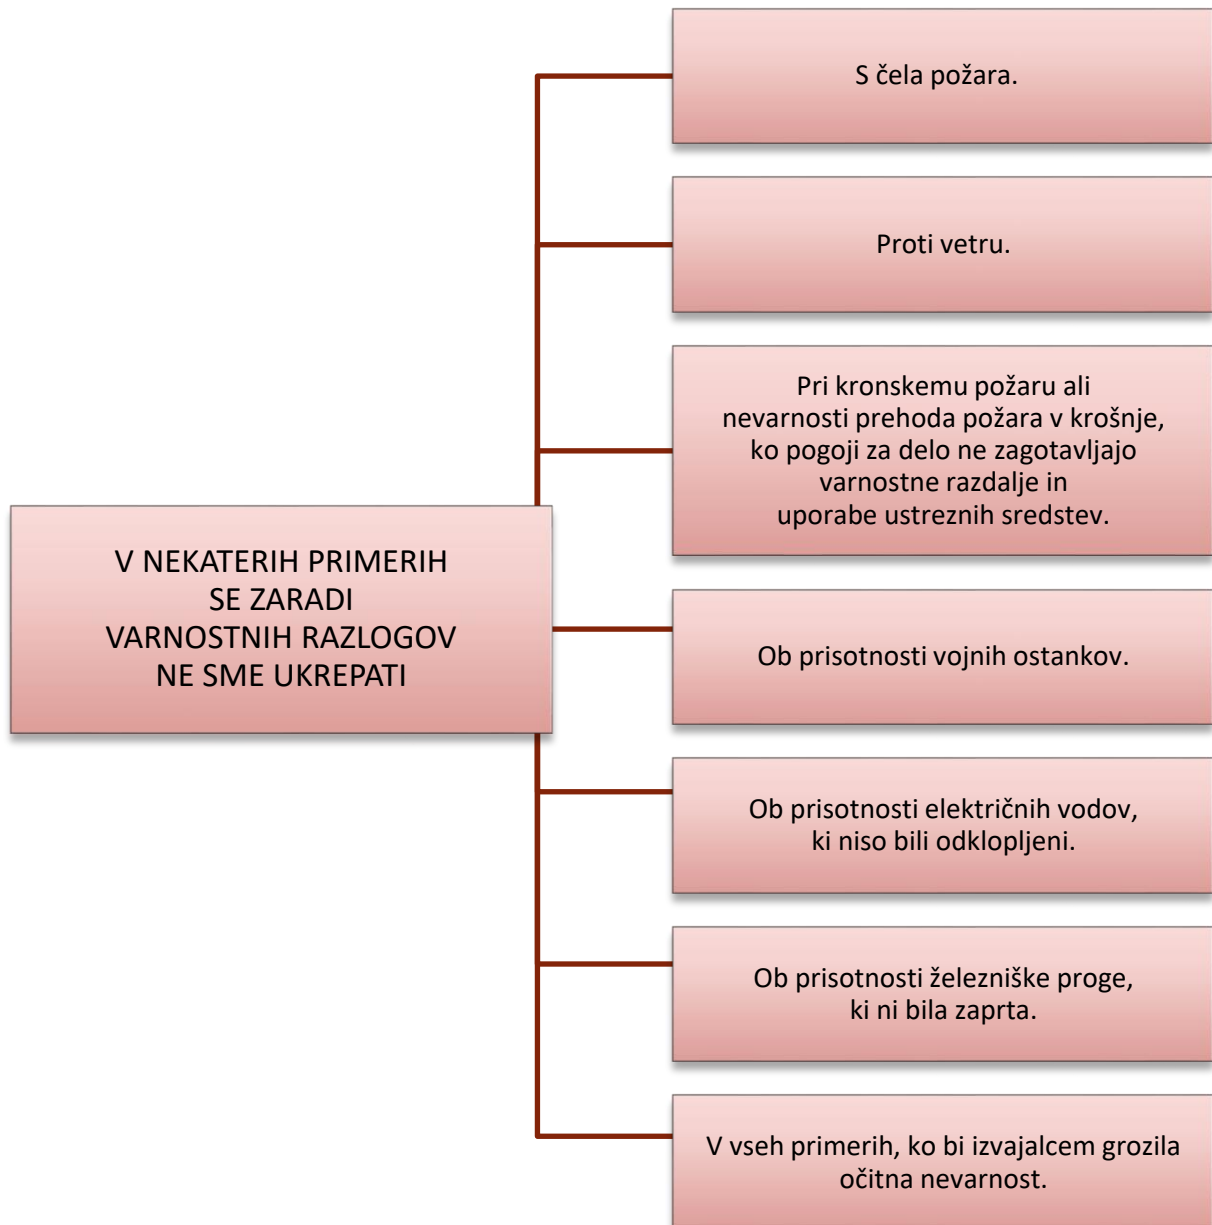 S čela požara.
Proti vetru.
Pri kronskemu požaru ali
nevarnosti prehoda požara v krošnje,
ko pogoji za delo ne zagotavljajo
varnostne razdalje in
uporabe ustreznih sredstev.
V NEKATERIH PRIMERIH
SE ZARADI
VARNOSTNIH RAZLOGOV
NE SME UKREPATI
Ob prisotnosti vojnih ostankov.
Ob prisotnosti električnih vodov,
ki niso bili odklopljeni.
Ob prisotnosti železniške proge,
ki ni bila zaprta.
V vseh primerih, ko bi izvajalcem grozila
očitna nevarnost.